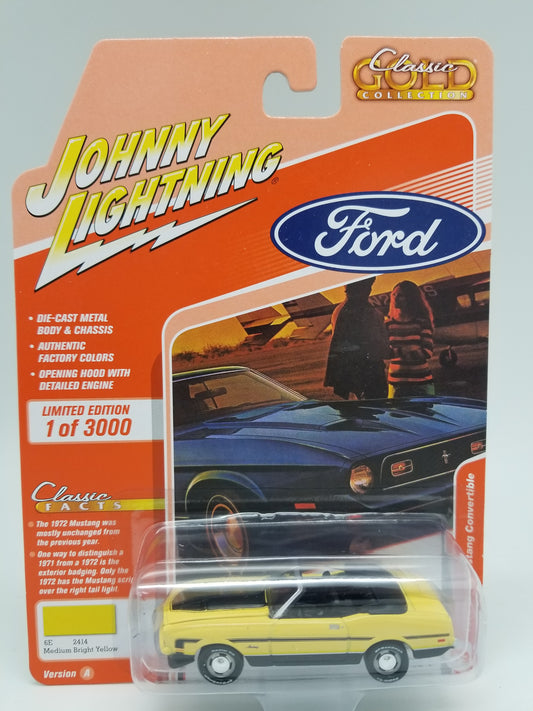 Classic
GOLD
COLLECTION
JOHNNY
LIGHTNING®
Ford
• DIE-CAST METAL
BODY & CHASSIS
• AUTHENTIC
FACTORY COLORS
• OPENING HOOD WITH
DETAILED ENGINE
LIMITED EDITION
1 of 3000
Classic
FACTS
• The 1972 Mustang was
mostly unchanged from
the previous year.
• One way to distinguish a
1971 from a 1972 is the
exterior badging. Only the
1972 has the Mustang scrip
over the right tail light.
6E 2414
Medium Bright Yellow
Version A
stang Convertible